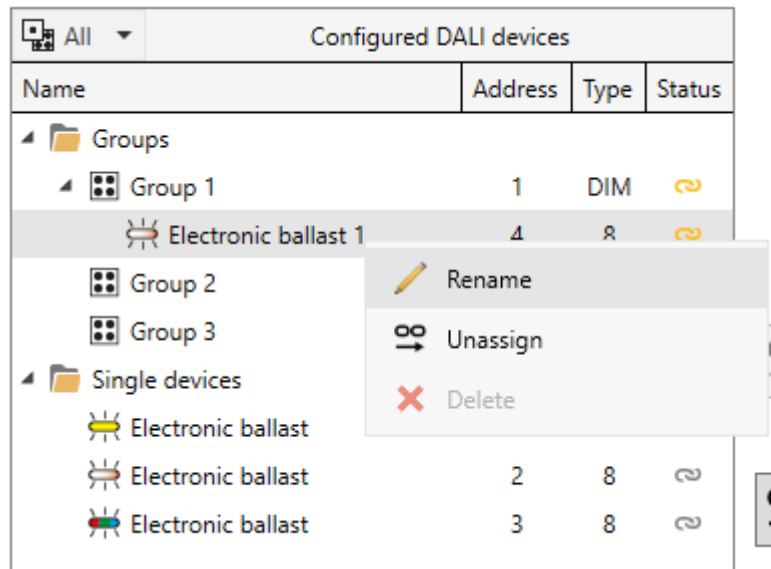 All Configured DALI devices
Name Address Type Status
Groups
Group 1 1 DIM
Electronic ballast 1 4 8
Group 2 Rename
Group 3 Unassign
Single devices Delete
Electronic ballast
Electronic ballast 2 8
Electronic ballast 3 8